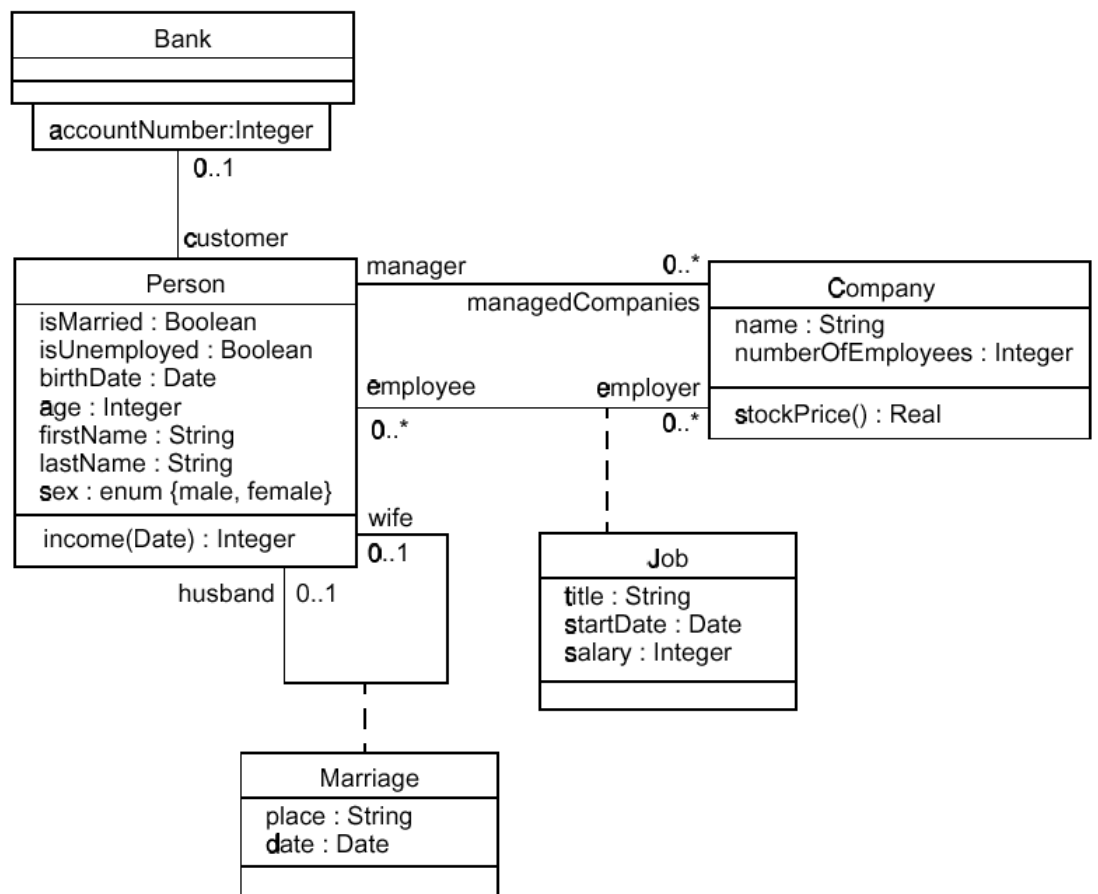 Bank
accountNumber:Integer
0..1
customer
Person
isMarried : Boolean
isUnemployed : Boolean
birthDate : Date
age : Integer
firstName : String
lastName : String
sex : enum {male, female}
income(Date) : Integer
manager
0..*
managedCompanies
Company
name : String
numberOfEmployees : Integer
stockPrice() : Real
employee
employer
0..*
0..*
wife
0..1
husband
0..1
Job
title : String
startDate : Date
salary : Integer
Marriage
place : String
date : Date